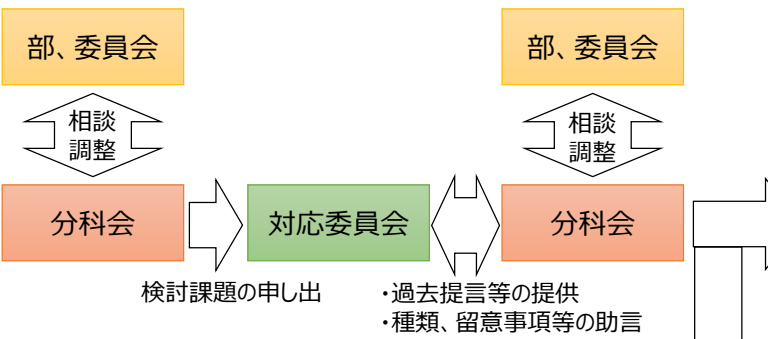 部、委員会
部、委員会
相談
調整
相談
調整
分科会
対応委員会
分科会
検討課題の申し出
・過去提言等の提供
・種類、留意事項等の助言